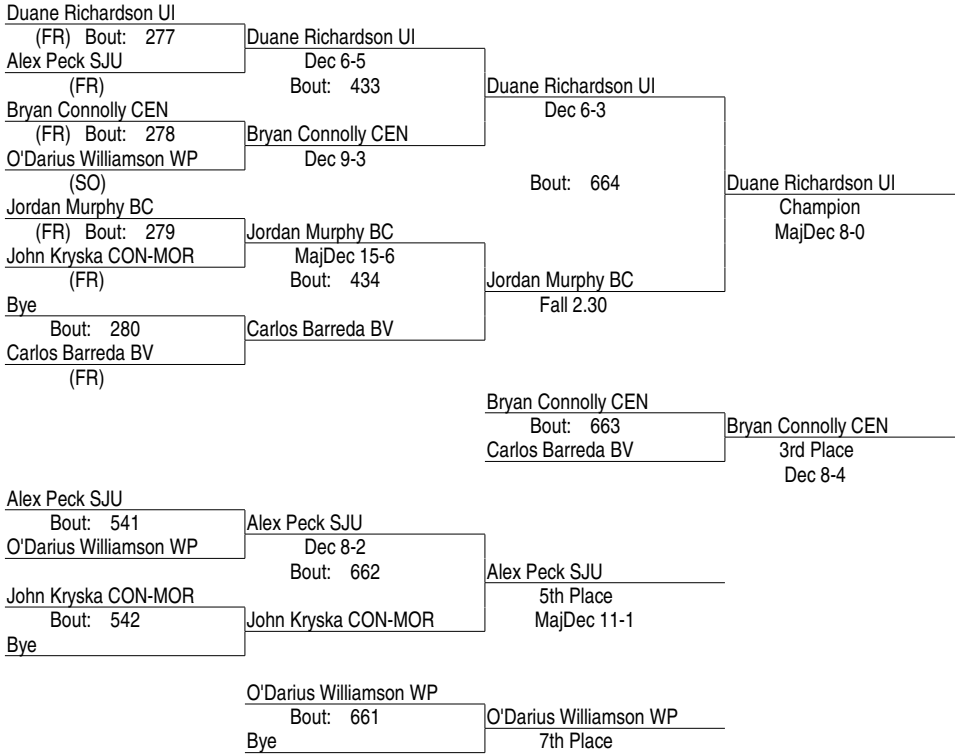 Duane Richardson UI
(FR) Bout: 277
Duane Richardson UI
Alex Peck SJU
Dec 6-5
(FR)
Bout: 433
Duane Richardson UI
Bryan Connolly CEN
Dec 6-3
(FR) Bout: 278
Bryan Connolly CEN
O'Darius Williamson WP
Dec 9-3
(SO)
Bout: 664
Duane Richardson UI
Jordan Murphy BC
Champion
(FR) Bout: 279
Jordan Murphy BC
MajDec 8-0
John Kryska CON-MOR
MajDec 15-6
(FR)
Bout: 434
Jordan Murphy BC
Bye
Fall 2.30
Bout: 280
Carlos Barreda BV
Carlos Barreda BV
(FR)
Bryan Connolly CEN
Bout: 663
Bryan Connolly CEN
Carlos Barreda BV
3rd Place
Dec 8-4
Alex Peck SJU
Bout: 541
Alex Peck SJU
O'Darius Williamson WP
Dec 8-2
Bout: 662
Alex Peck SJU
John Kryska CON-MOR
5th Place
Bout: 542
John Kryska CON-MOR
MajDec 11-1
Bye
O'Darius Williamson WP
Bout: 661
O'Darius Williamson WP
Bye
7th Place